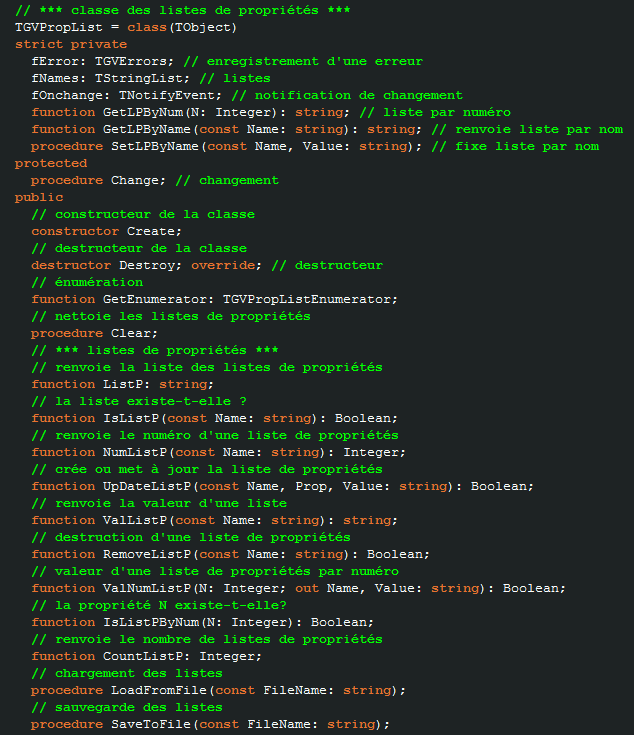 // *** classe des listes de propriétés ***
TGVPropList = class(TObject)
strict private
fError: TGVErrors; // enregistrement d'une erreur
fNames: TStringList; // listes
fOnchange: TNotifyEvent; // notification de changement
function GetLPByNum(N: Integer): string; // liste par numéro
function GetLPByName(const Name: string): string; // renvoie liste par nom
procedure SetLPByName(const Name, Value: string); // fixe liste par nom
protected
procedure Change; // changement
public
// constructeur de la classe
constructor Create;
// destructeur de la classe
destructor Destroy; override; // destructeur
// énumération
function GetEnumerator: TGVPropListEnumerator;
// nettoie les listes de propriétés
procedure Clear;
// *** listes de propriétés ***
// renvoie la liste des listes de propriétés
function ListP: string;
// la liste existe-t-elle ?
function IsListP(const Name: string): Boolean;
// renvoie le numéro d'une liste de propriétés
function NumListP(const Name: string): Integer;
// crée ou met à jour la liste de propriétés
function UpDateListP(const Name, Prop, Value: string): Boolean;
// renvoie la valeur d'une liste
function ValListP(const Name: string): string;
// destruction d'une liste de propriétés
function RemoveListP(const Name: string): Boolean;
// valeur d'une liste de propriétés par numéro
function ValNumListP(N: Integer; out Name, Value: string): Boolean;
// la propriété N existe-t-elle?
function IsListPByNum(N: Integer): Boolean;
// renvoie le nombre de listes de propriétés
function CountListP: Integer;
// chargement des listes
procedure LoadFromFile(const FileName: string);
// sauvegarde des listes
procedure SaveToFile(const FileName: string);